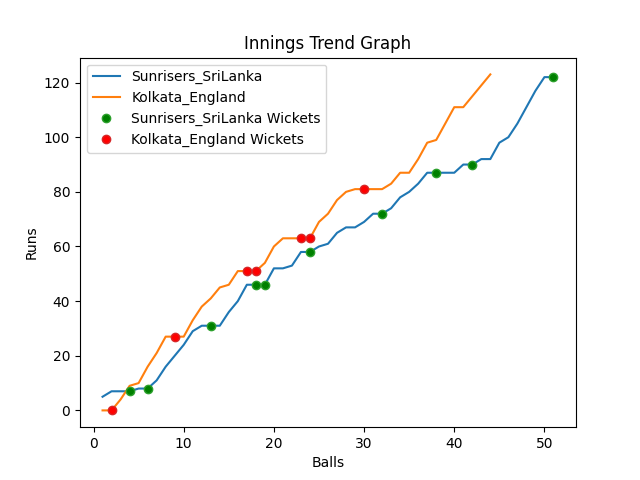 Innings Trend Graph
Sunrisers_SriLanka
Kolkata_England
Sunrisers_SriLanka Wickets
Kolkata_England Wickets
120
100
80
60
40
20
0
Runs
0 10 20 30 40 50
Balls